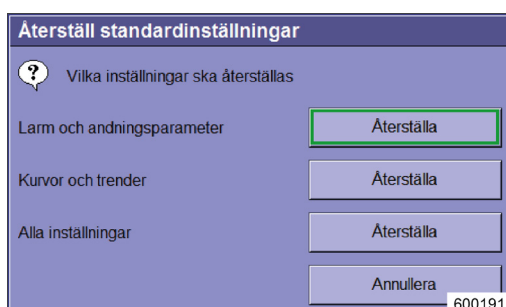 Återställ standardinställningar
? Vilka inställningar ska återställas
Larm och andningsparameter Återställa
Kurvor och trender Återställa
Alla inställningar Återställa
Annullera
600191